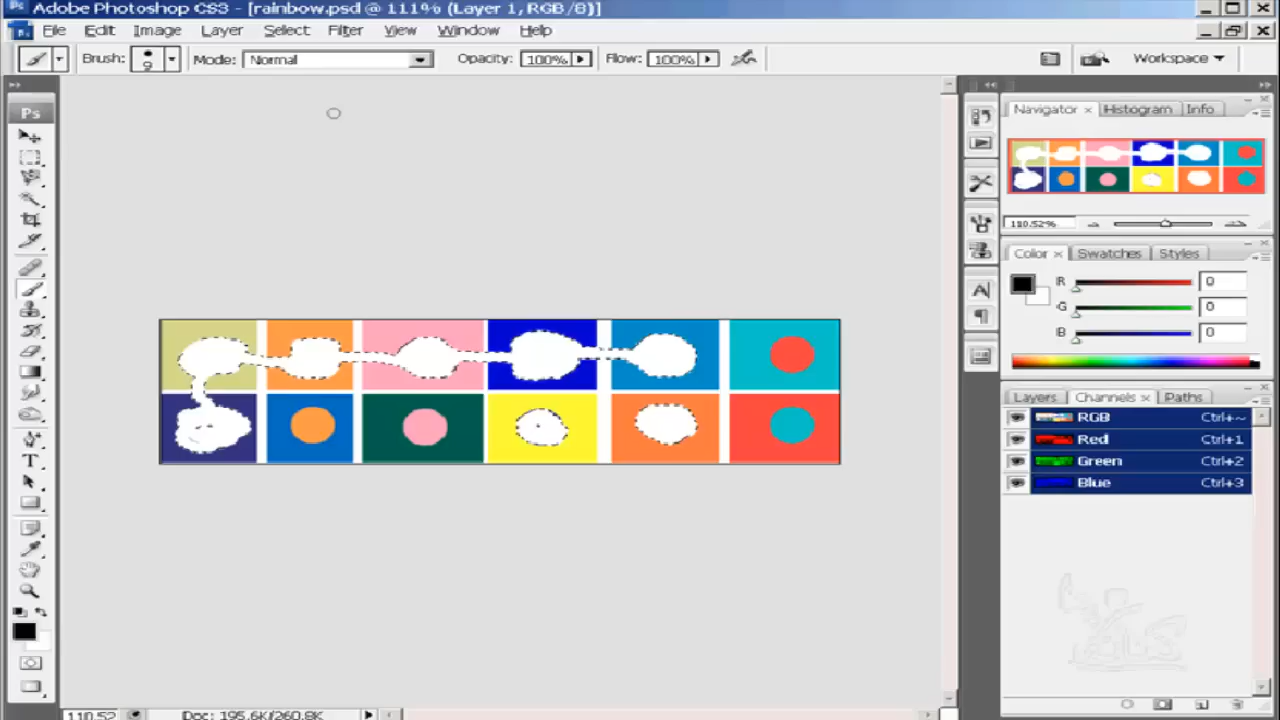 Adobe Photoshop CS3 - [rainbow.psd @ 111% (Layer 1, RGB/8)]
File Edit Image Layer Select Filter View Window Help
Brush: 9 Mode: Normal Opacity: 100% Flow: 100% Workspace
Ps
Navigator Histogram Info
110.52%
Color Swatches Styles
R 0
G 0
B 0
Layers Channels Paths
RGB Ctrl+~
Red Ctrl+1
Green Ctrl+2
Blue Ctrl+3
110.52 Doc: 195.6K/260.8K